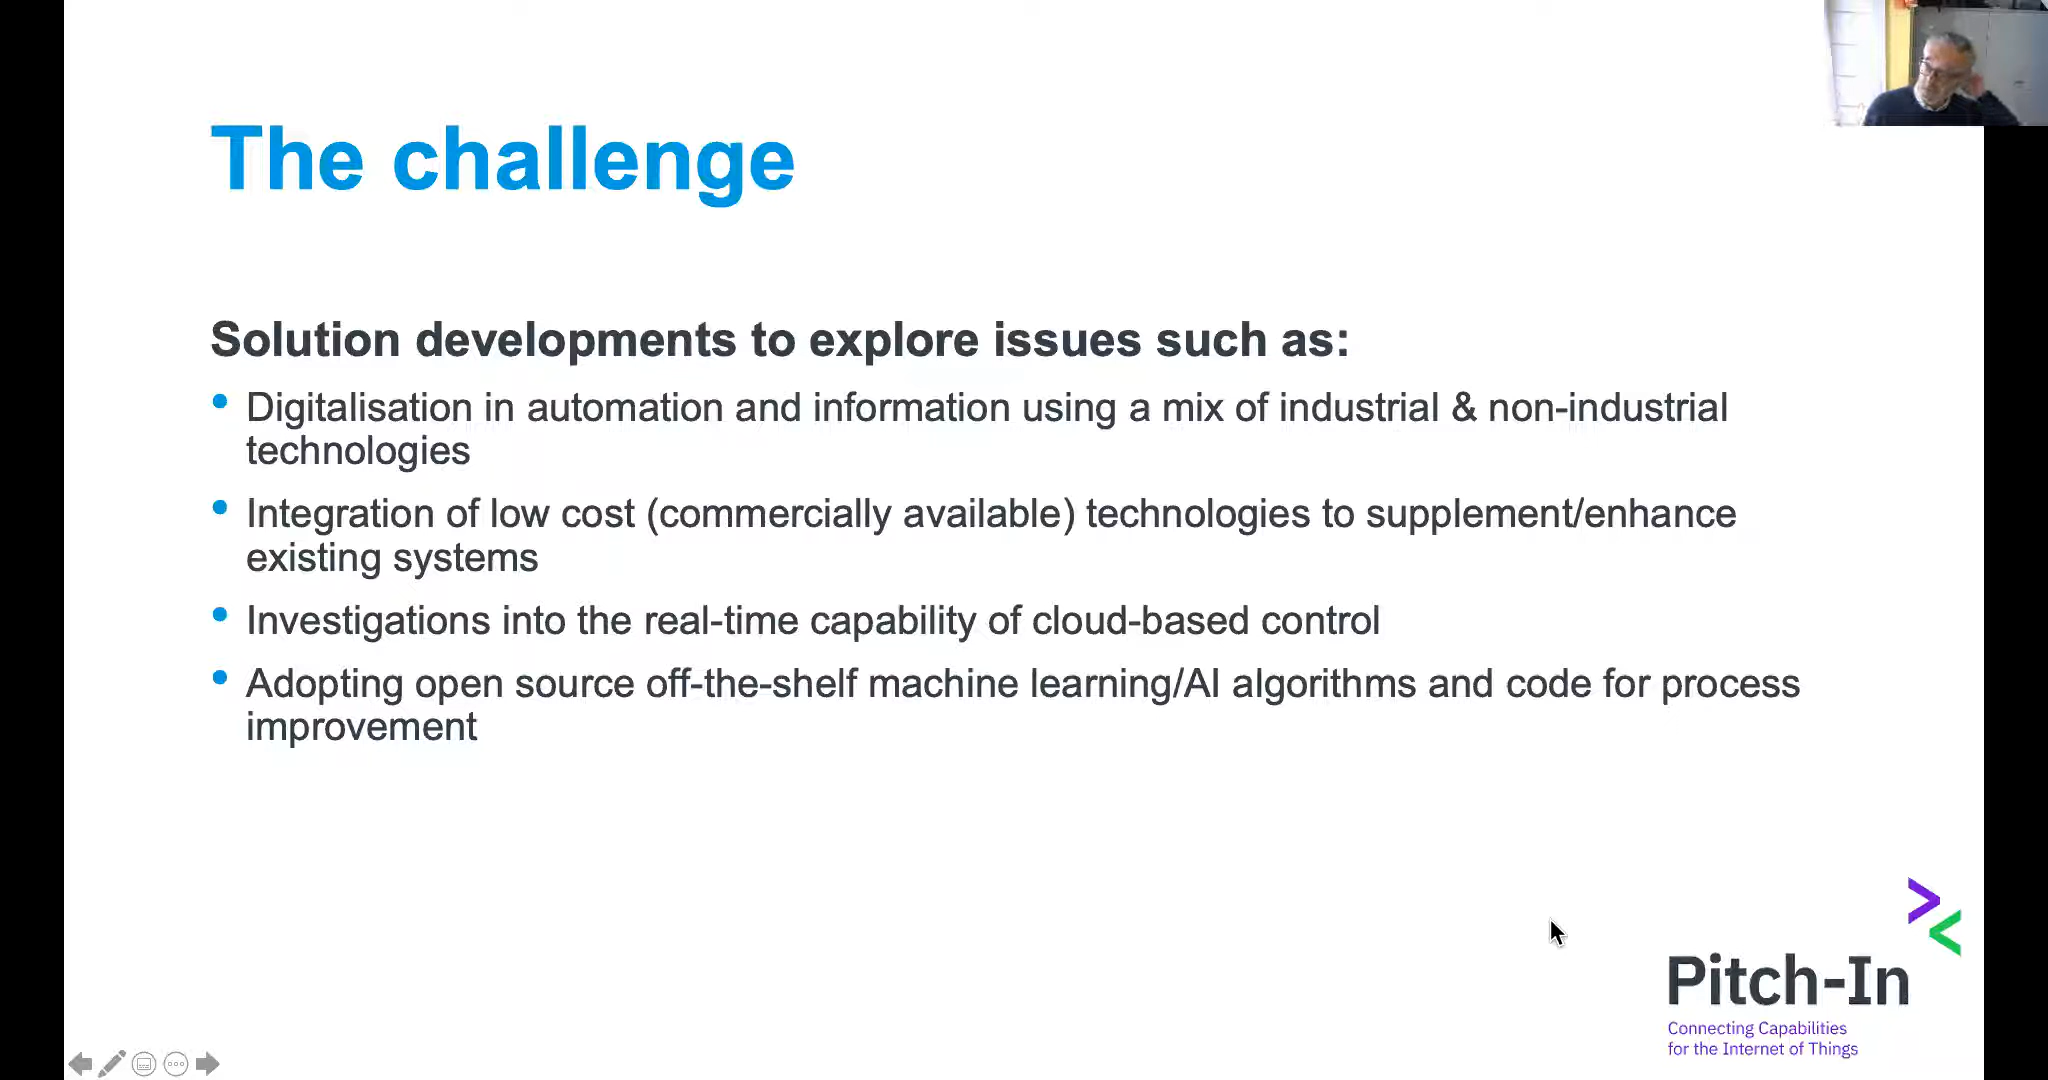 The challenge
Solution developments to explore issues such as:
Digitalisation in automation and information using a mix of industrial & non-industrial
technologies
Integration of low cost (commercially available) technologies to supplement/enhance
existing systems
Investigations into the real-time capability of cloud-based control
Adopting open source off-the-shelf machine learning/AI algorithms and code for process
improvement
Pitch-In
Connecting Capabilities
for the Internet of Things